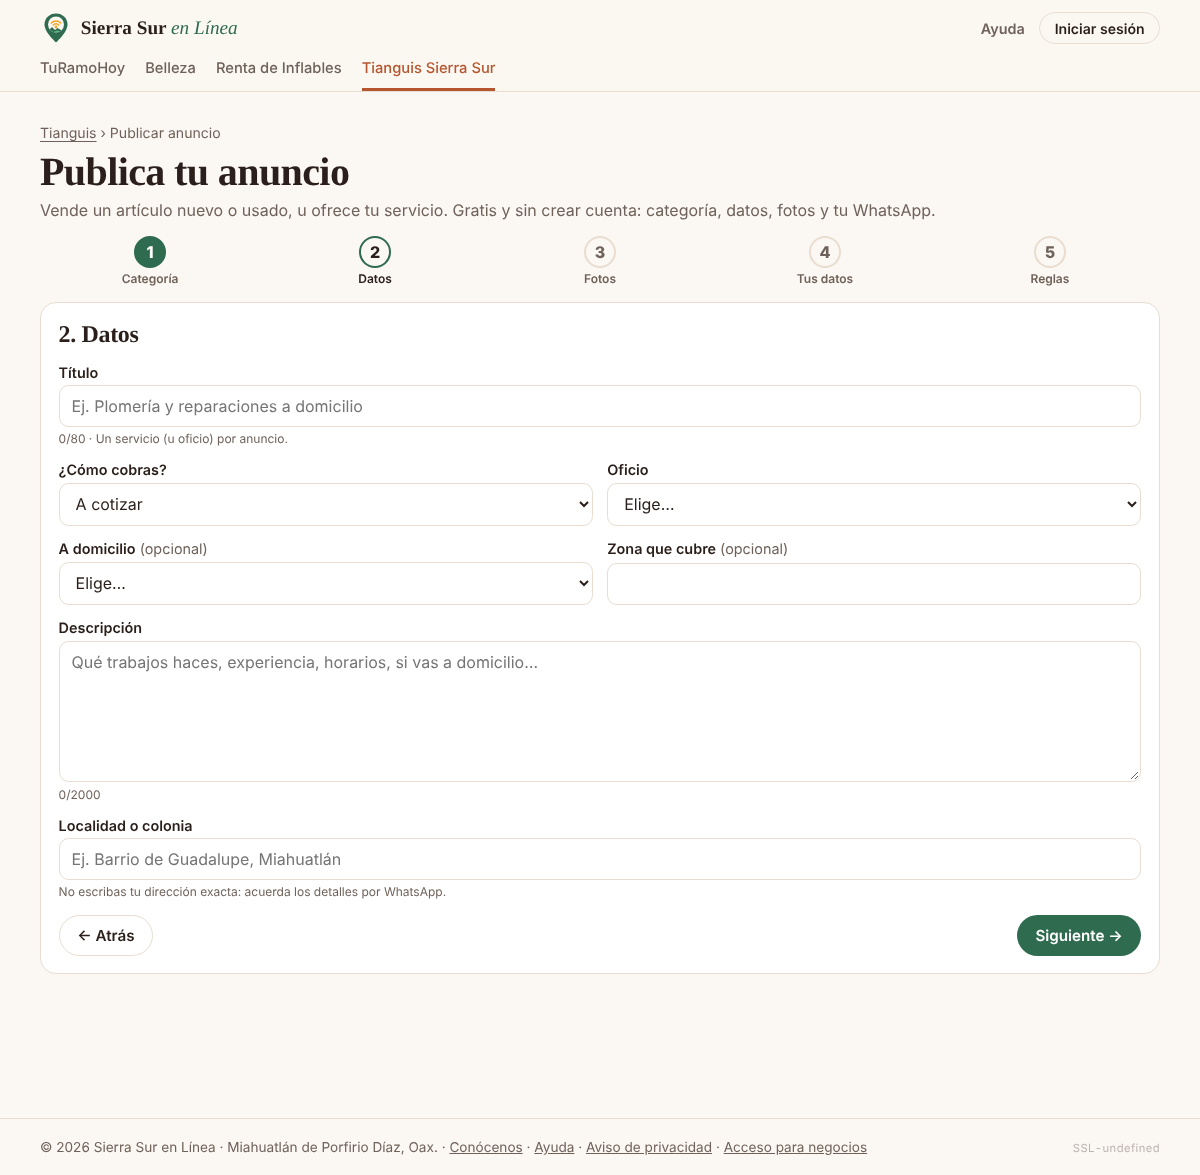 Sierra Sur en Línea
Ayuda
Iniciar sesión
TuRamoHoy
Belleza
Renta de Inflables
Tianguis Sierra Sur
Tianguis › Publicar anuncio
Publica tu anuncio
Vende un artículo nuevo o usado, u ofrece tu servicio. Gratis y sin crear cuenta: categoría, datos, fotos y tu WhatsApp.
1
Categoría
2
Datos
3
Fotos
4
Tus datos
5
Reglas
2. Datos
Título
Ej. Plomería y reparaciones a domicilio
0/80 · Un servicio (u oficio) por anuncio.
¿Cómo cobras?
A cotizar
Oficio
Elige...
A domicilio (opcional)
Elige...
Zona que cubre (opcional)
Descripción
Qué trabajos haces, experiencia, horarios, si vas a domicilio...
0/2000
Localidad o colonia
Ej. Barrio de Guadalupe, Miahuatlán
No escribas tu dirección exacta: acuerda los detalles por WhatsApp.
← Atrás
Siguiente →
© 2026 Sierra Sur en Línea · Miahuatlán de Porfirio Díaz, Oax. · Conócenos · Ayuda · Aviso de privacidad · Acceso para negocios
SSL-undefined